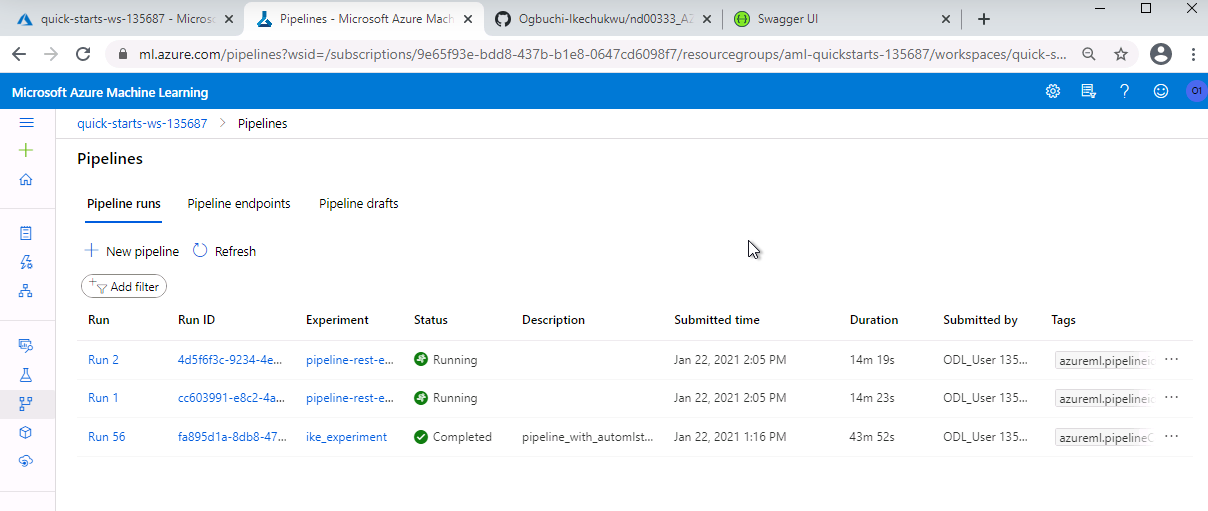 quick-starts-ws-135687 - Microso
Pipelines - Microsoft Azure Mach
Ogbuchi-Ikechukwu/nd00333_AZ
Swagger UI
ml.azure.com/pipelines?wsid=/subscriptions/9e65f93e-bdd8-437b-b1e8-0647cd6098f7/resourcegroups/aml-quickstarts-135687/workspaces/quick-s...
Microsoft Azure Machine Learning
O1
quick-starts-ws-135687 > Pipelines
Pipelines
Pipeline runs Pipeline endpoints Pipeline drafts
New pipeline Refresh
Add filter
Run Run ID Experiment Status Description Submitted time Duration Submitted by Tags
Run 2 4d5f6f3c-9234-4e... pipeline-rest-e... Running Jan 22, 2021 2:05 PM 14m 19s ODL_User 135... azureml.pipelineid ...
Run 1 cc603991-e8c2-4a... pipeline-rest-e... Running Jan 22, 2021 2:05 PM 14m 23s ODL_User 135... azureml.pipelineid ...
Run 56 fa895d1a-8db8-47... ike_experiment Completed pipeline_with_automlst... Jan 22, 2021 1:16 PM 43m 52s ODL_User 135... azureml.pipelineC ...